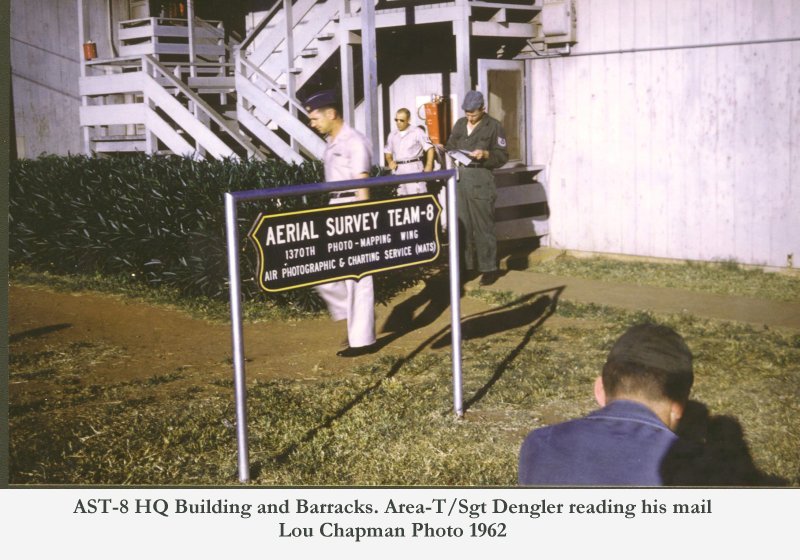 AERIAL SURVEY TEAM-8
1370TH PHOTO-MAPPING WING
AIR PHOTOGRAPHIC & CHARTING SERVICE (MATS)
AST-8 HQ Building and Barracks. Area-T/Sgt Dengler reading his mail
Lou Chapman Photo 1962